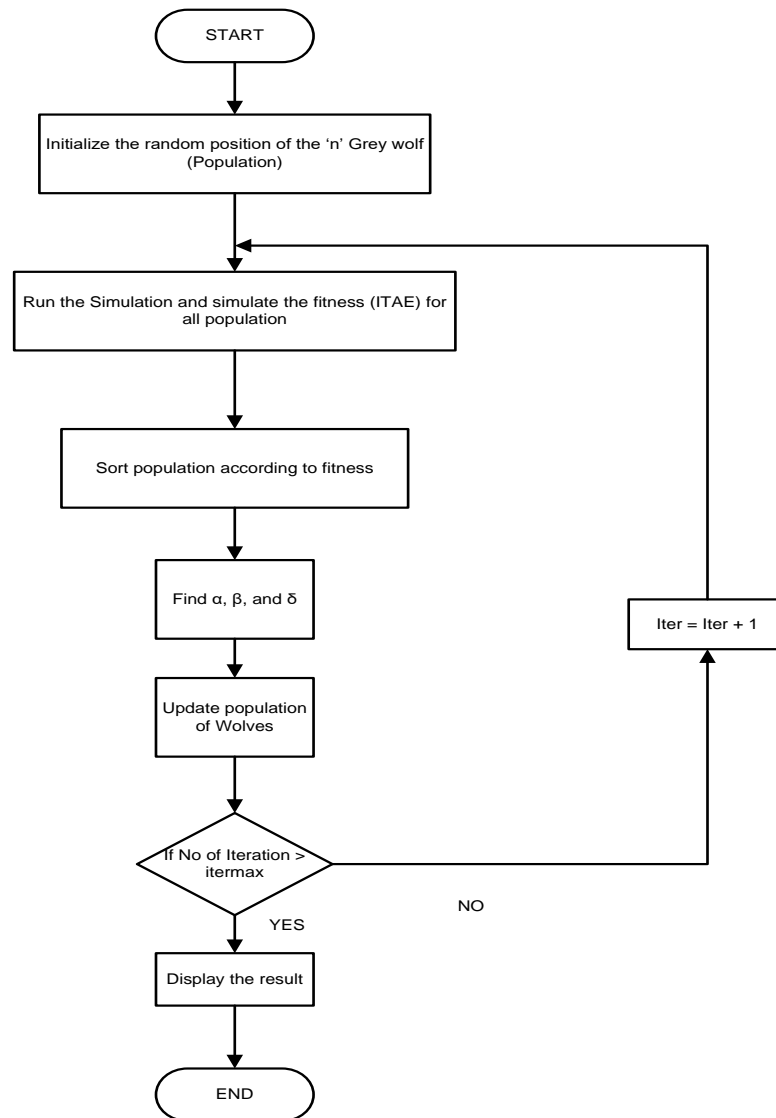 START
Initialize the random position of the ‘n’ Grey wolf
(Population)
Run the Simulation and simulate the fitness (ITAE) for
all population
Sort population according to fitness
Find α, β, and δ
Iter = Iter + 1
Update population
of Wolves
If No of Iteration >
itermax
NO
YES
Display the result
END